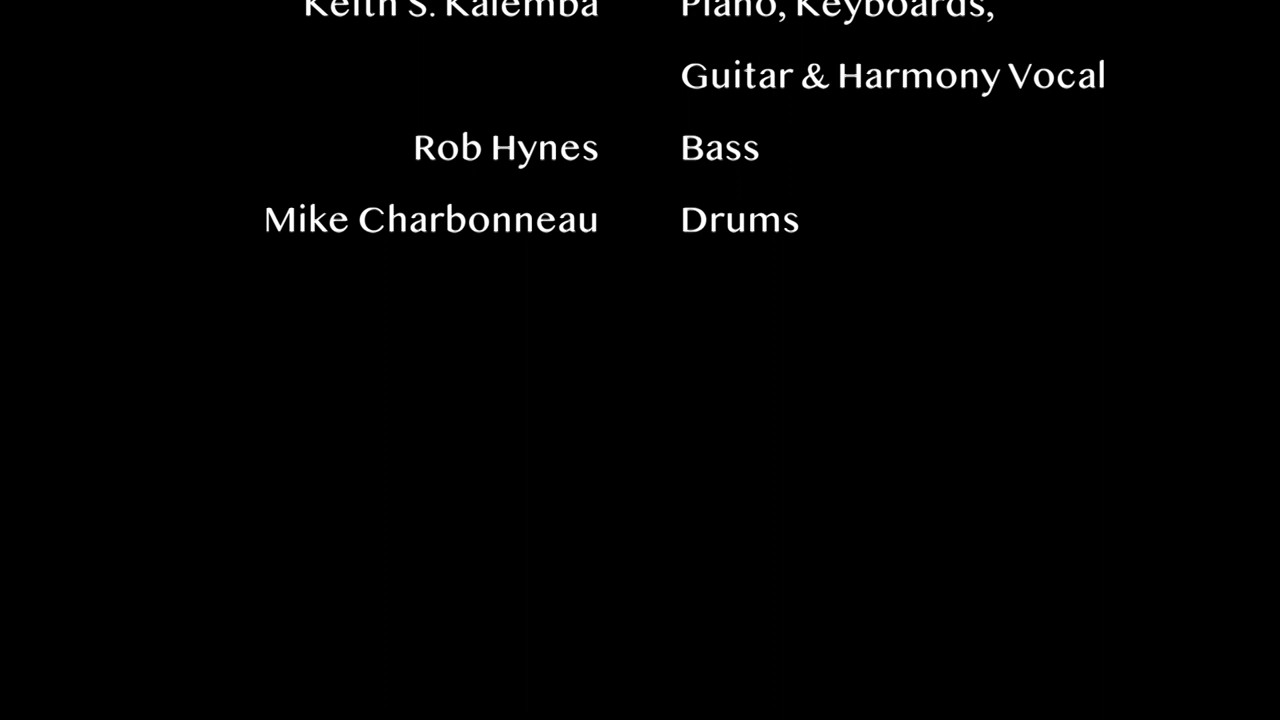 Keith S. Kalemba Piano, Keyboards,
Guitar & Harmony Vocal
Rob Hynes Bass
Mike Charbonneau Drums